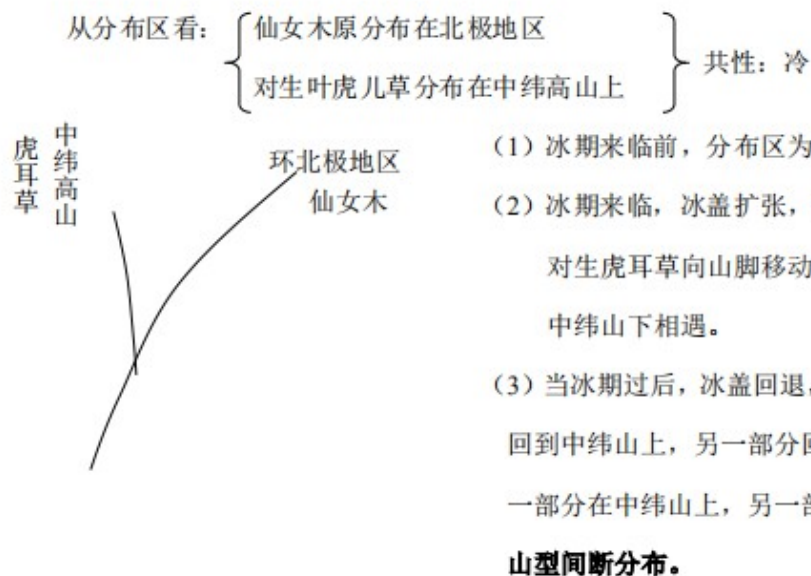 从分布区看：
仙女木原分布在北极地区
对生叶虎儿草分布在中纬高山上
共性：冷
中纬高山
虎耳草
环北极地区
仙女木
（1）冰期来临前，分布区为
（2）冰期来临，冰盖扩张，
对生虎耳草向山脚移动
中纬山下相遇。
（3）当冰期过后，冰盖回退，
回到中纬山上，另一部分回
一部分在中纬山上，另一部
山型间断分布。